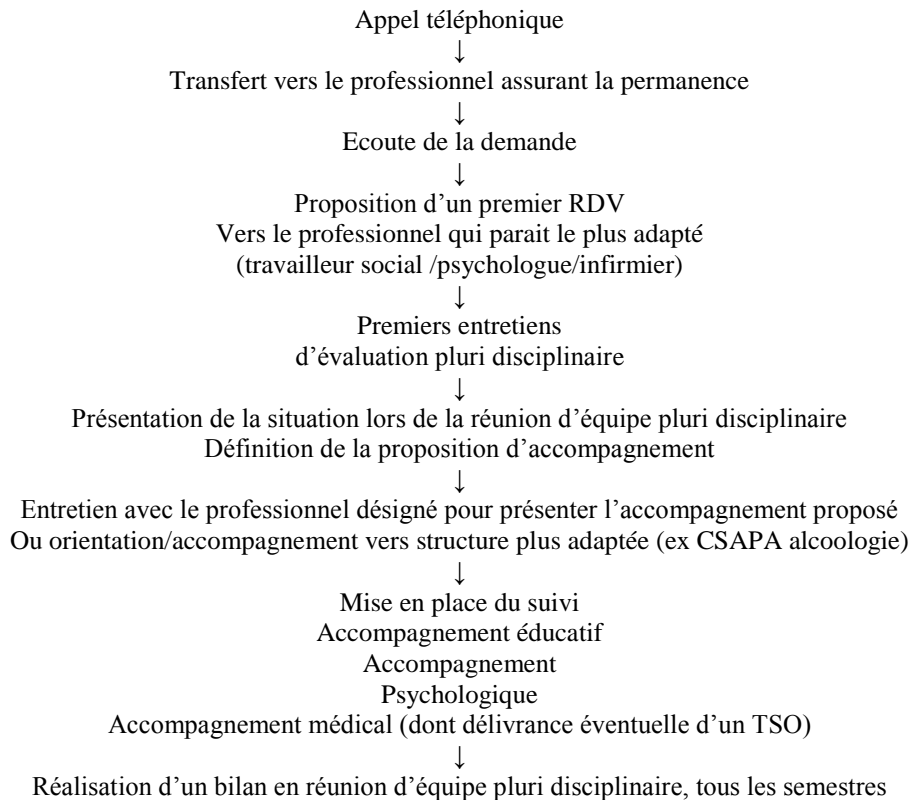 Appel téléphonique
↓
Transfert vers le professionnel assurant la permanence
↓
Ecoute de la demande
↓
Proposition d’un premier RDV
Vers le professionnel qui parait le plus adapté
(travailleur social /psychologue/infirmier)
↓
Premiers entretiens
d’évaluation pluri disciplinaire
↓
Présentation de la situation lors de la réunion d’équipe pluri disciplinaire
Définition de la proposition d’accompagnement
↓
Entretien avec le professionnel désigné pour présenter l’accompagnement proposé
Ou orientation/accompagnement vers structure plus adaptée (ex CSAPA alcoologie)
↓
Mise en place du suivi
Accompagnement éducatif
Accompagnement
Psychologique
Accompagnement médical (dont délivrance éventuelle d’un TSO)
↓
Réalisation d’un bilan en réunion d’équipe pluri disciplinaire, tous les semestres